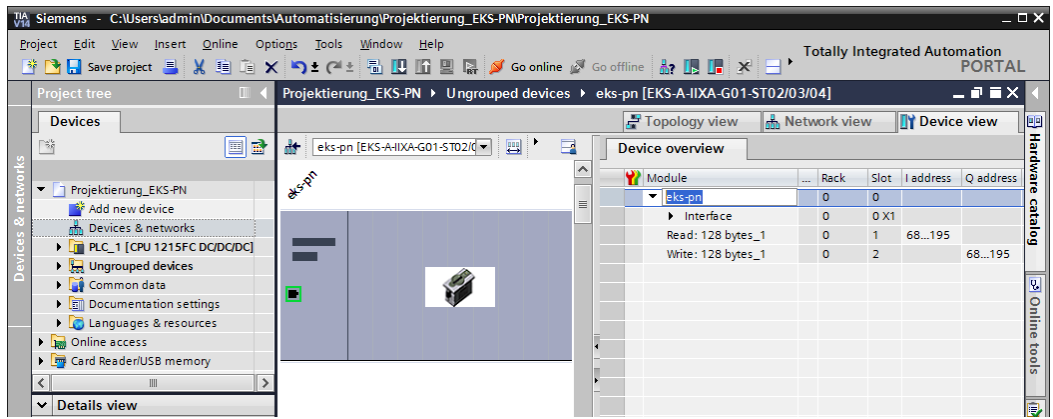 TIA V14 Siemens - C:\Users\admin\Documents\Automatisierung\Projektierung_EKS-PN\Projektierung_EKS-PN
Project Edit View Insert Online Options Tools Window Help
Totally Integrated Automation
PORTAL
Save project Go online Go offline
Project tree
Projektierung_EKS-PN Ungrouped devices eks-pn [EKS-A-IIXA-G01-ST02/03/04]
Devices
Topology view Network view Device view
eks-pn [EKS-A-IIXA-G01-ST02/0
Device overview
Module ... Rack Slot I address Q address
eks-pn 0 0
Interface 0 0 X1
Read: 128 bytes_1 0 1 68...195
Write: 128 bytes_1 0 2 68...195
eks-pn
Projektierung_EKS-PN
Add new device
Devices & networks
PLC_1 [CPU 1215FC DC/DC/DC]
Ungrouped devices
Common data
Documentation settings
Languages & resources
Online access
Card Reader/USB memory
Details view
Devices & networks
Hardware catalog
Online tools